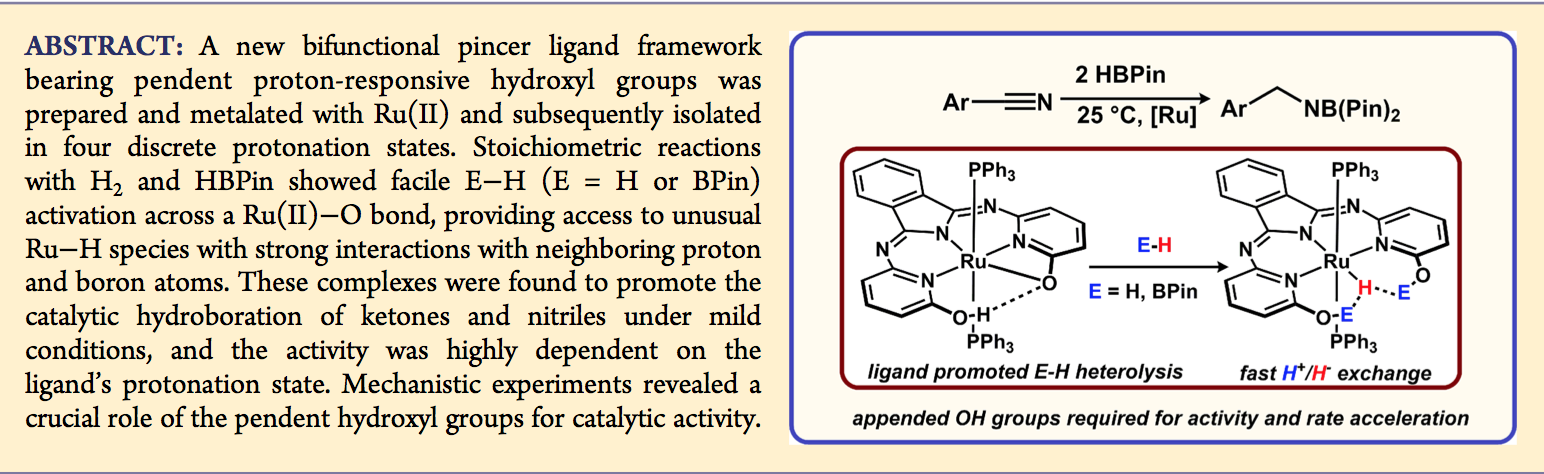 ABSTRACT: A new bifunctional pincer ligand framework
bearing pendent proton-responsive hydroxyl groups was
prepared and metalated with Ru(II) and subsequently isolated
in four discrete protonation states. Stoichiometric reactions
with H₂ and HBPin showed facile E−H (E = H or BPin)
activation across a Ru(II)−O bond, providing access to unusual
Ru−H species with strong interactions with neighboring proton
and boron atoms. These complexes were found to promote the
catalytic hydroboration of ketones and nitriles under mild
conditions, and the activity was highly dependent on the
ligand's protonation state. Mechanistic experiments revealed a
crucial role of the pendent hydroxyl groups for catalytic activity.
2 HBPin
Ar N
25 °C, [Ru]
Ar NB(Pin)₂
PPh₃
N
N
N
N
N
Ru
O
O-H
PPh₃
E-H
E = H, BPin
PPh₃
N
N
N
N
N
Ru
O
H
E
O-E
PPh₃
ligand promoted E-H heterolysis
fast H⁺/H⁻ exchange
appended OH groups required for activity and rate acceleration